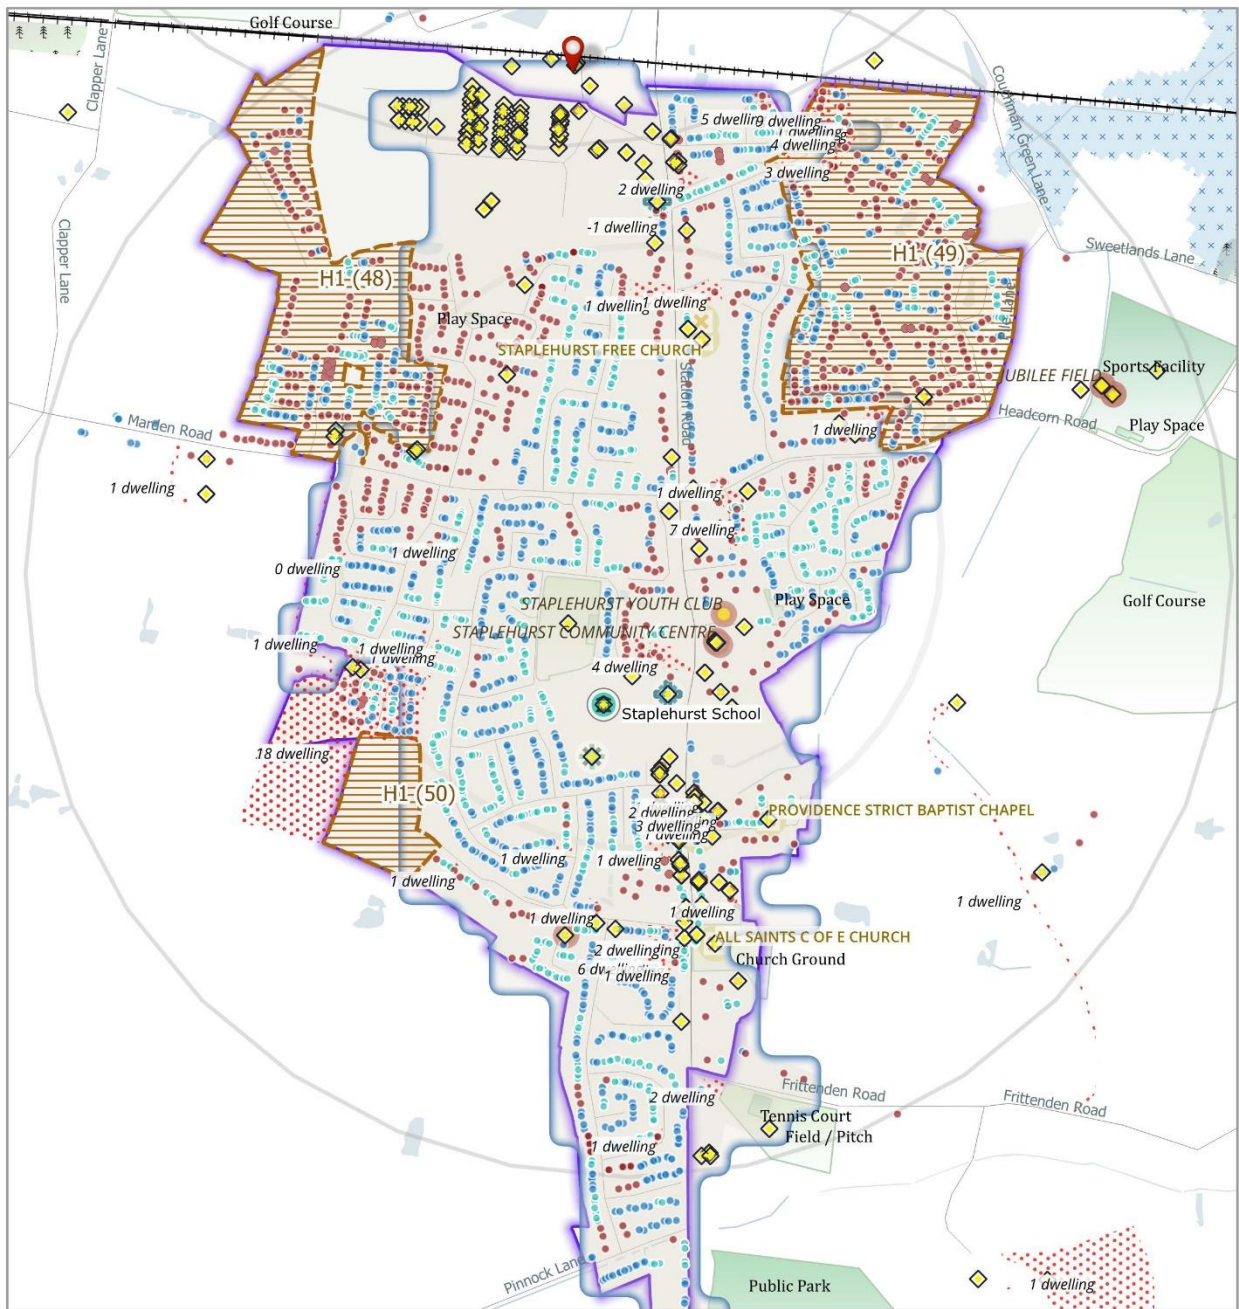 Golf Course
Clapper Lane
Couchman Green Lane
5 dwelling
9 dwelling
4 dwelling
3 dwelling
2 dwelling
-1 dwelling
Clapper Lane
H1 (48)
H1 (49)
Sweetlands Lane
1 dwelling
1 dwelling
Play Space
STAPLEHURST FREE CHURCH
Station Road
JUBILEE FIELD
Sports Facility
Headcorn Road
Play Space
Marden Road
1 dwelling
1 dwelling
1 dwelling
7 dwelling
1 dwelling
0 dwelling
Golf Course
STAPLEHURST YOUTH CLUB
Play Space
STAPLEHURST COMMUNITY CENTRE
1 dwelling
1 dwelling
1 dwelling
4 dwelling
Staplehurst School
18 dwelling
H1 (50)
PROVIDENCE STRICT BAPTIST CHAPEL
2 dwelling
3 dwelling
1 dwelling
1 dwelling
1 dwelling
1 dwelling
1 dwelling
1 dwelling
1 dwelling
ALL SAINTS C OF E CHURCH
2 dwelling
Church Ground
6 dwelling
1 dwelling
Frittenden Road
Frittenden Road
2 dwelling
Tennis Court
Field / Pitch
1 dwelling
Pinnock Lane
Public Park
1 dwelling